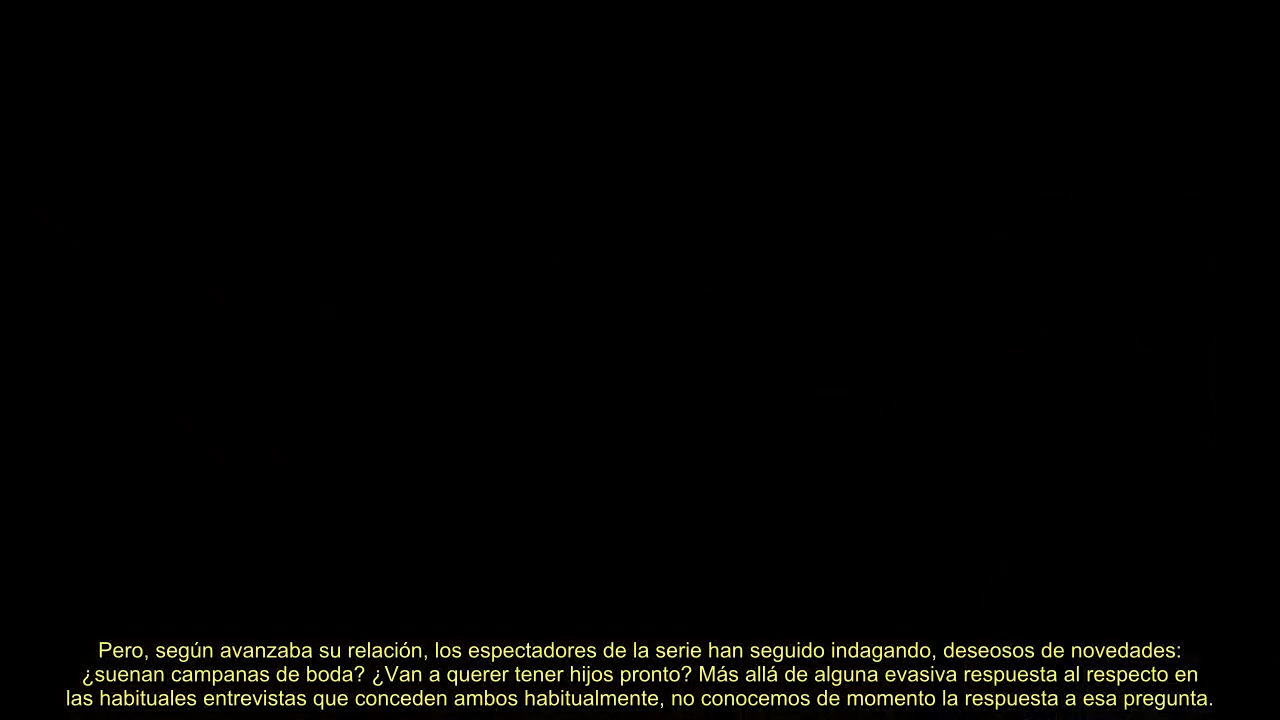 Pero, según avanzaba su relación, los espectadores de la serie han seguido indagando, deseosos de novedades:
¿suenan campanas de boda? ¿Van a querer tener hijos pronto? Más allá de alguna evasiva respuesta al respecto en
las habituales entrevistas que conceden ambos habitualmente, no conocemos de momento la respuesta a esa pregunta.